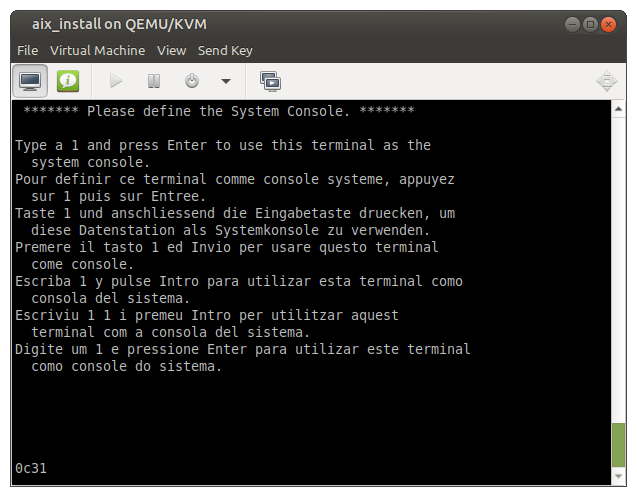 aix_install on QEMU/KVM
File Virtual Machine View Send Key
******* Please define the System Console. *******
Type a 1 and press Enter to use this terminal as the
system console.
Pour definir ce terminal comme console systeme, appuyez
sur 1 puis sur Entree.
Taste 1 und anschliessend die Eingabetaste druecken, um
diese Datenstation als Systemkonsole zu verwenden.
Premere il tasto 1 ed Invio per usare questo terminal
come console.
Escriba 1 y pulse Intro para utilizar esta terminal como
consola del sistema.
Escriviu 1 1 i premeu Intro per utilitzar aquest
terminal com a consola del sistema.
Digite um 1 e pressione Enter para utilizar este terminal
como console do sistema.
0c31